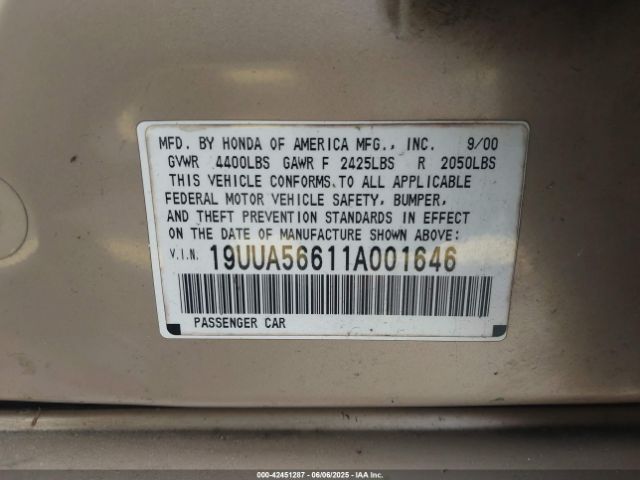 MFD. BY HONDA OF AMERICA MFG., INC. 9/00
GVWR 4400LBS GAWR F 2425LBS R 2050LBS
THIS VEHICLE CONFORMS TO ALL APPLICABLE
FEDERAL MOTOR VEHICLE SAFETY, BUMPER,
AND THEFT PREVENTION STANDARDS IN EFFECT
ON THE DATE OF MANUFACTURE SHOWN ABOVE:
V.I.N. 19UUA56611A001646
PASSENGER CAR
000-42451287 - 06/06/2025 - IAA Inc.